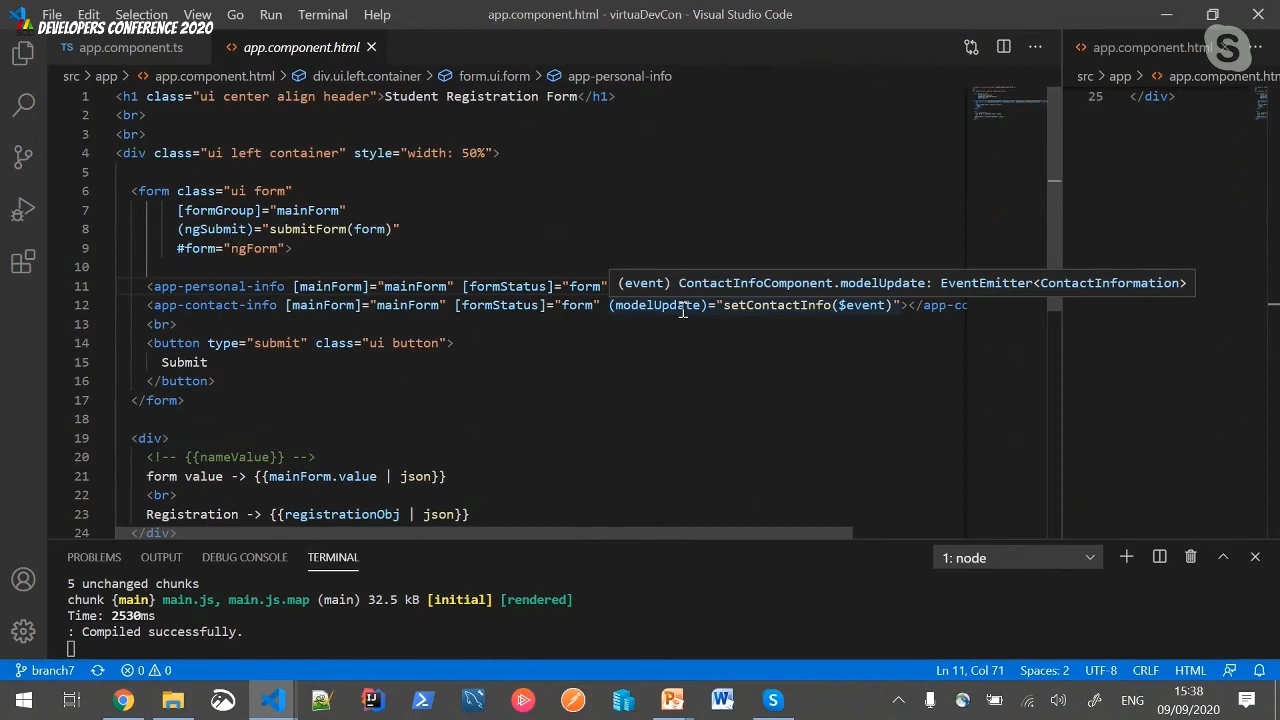 File Edit Selection View Go Run Terminal Help
app.component.html - virtuaDevCon - Visual Studio Code
DEVELOPERS CONFERENCE 2020
TS app.component.ts
<> app.component.html ×
<> app.component.html
src > app > <> app.component.html > div.ui.left.container > form.ui.form > app-personal-info
src > app > <> app.component.html
1 <h1 class="ui center align header">Student Registration Form</h1>
2 <br>
3 <br>
4 <div class="ui left container" style="width: 50%">
5
6 <form class="ui form"
7 [formGroup]="mainForm"
8 (ngSubmit)="submitForm(form)"
9 #form="ngForm">
10
(event) ContactInfoComponent.modelUpdate: EventEmitter<ContactInformation>
11 <app-personal-info [mainForm]="mainForm" [formStatus]="form"
12 <app-contact-info [mainForm]="mainForm" [formStatus]="form" (modelUpdate)="setContactInfo($event)"></app-cc
13 <br>
14 <button type="submit" class="ui button">
15 Submit
16 </button>
17 </form>
18
19 <div>
20 <!-- {{nameValue}} -->
21 form value -> {{mainForm.value | json}}
22 <br>
23 Registration -> {{registrationObj | json}}
24 </div>
25 </div>
PROBLEMS OUTPUT DEBUG CONSOLE TERMINAL
1: node
5 unchanged chunks
chunk {main} main.js, main.js.map (main) 32.5 kB [initial] [rendered]
Time: 2530ms
: Compiled successfully.
branch7 0 0
Ln 11, Col 71 Spaces: 2 UTF-8 CRLF HTML
ENG
15:38
09/09/2020